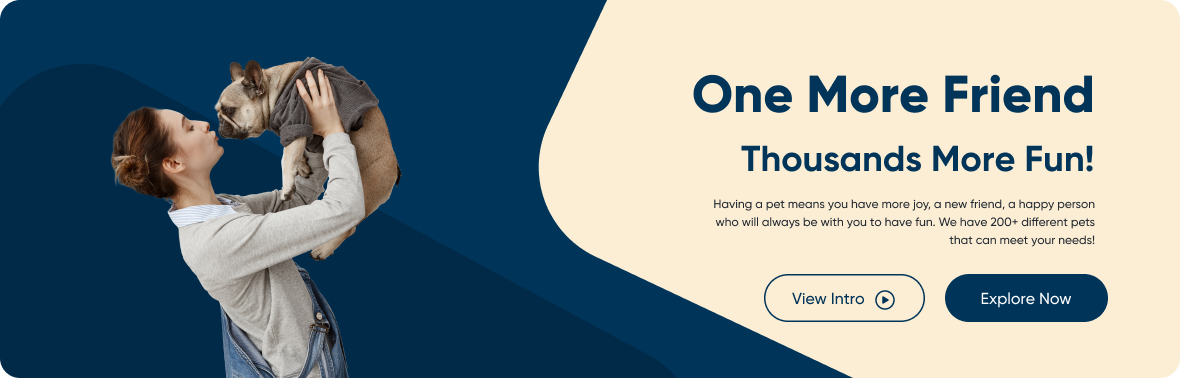 One More Friend
Thousands More Fun!
Having a pet means you have more joy, a new friend, a happy person
who will always be with you to have fun. We have 200+ different pets
that can meet your needs!
View Intro
Explore Now